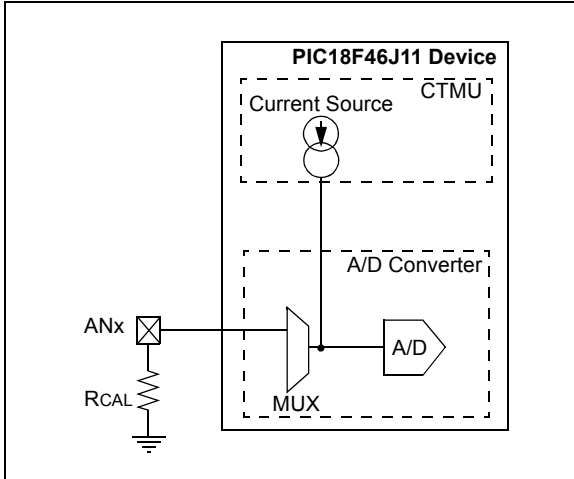 PIC18F46J11 Device
CTMU
Current Source
A/D Converter
ANx
A/D
RCAL
MUX